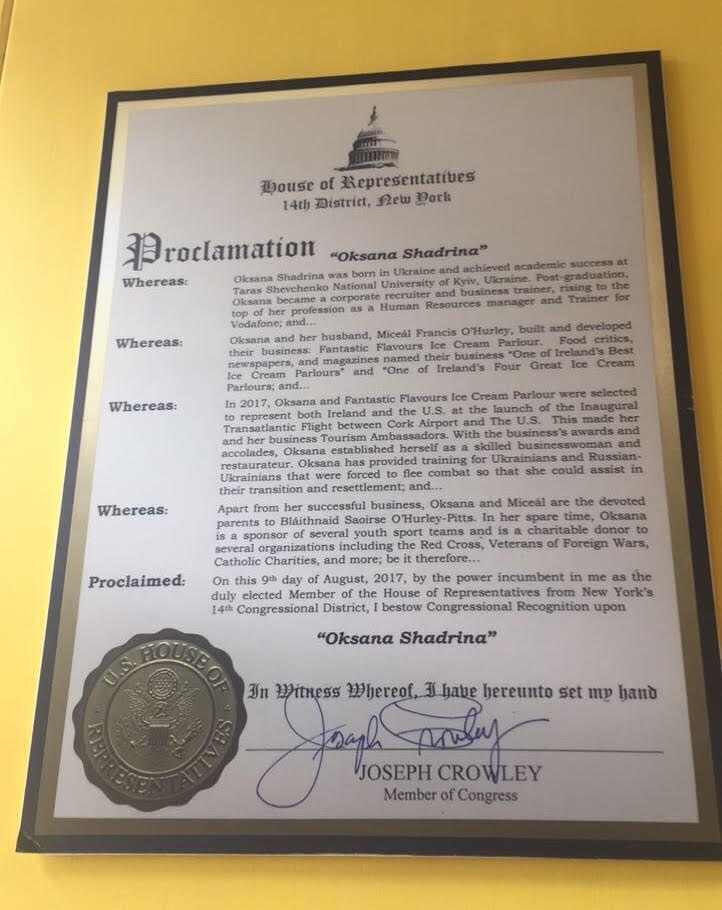 House of Representatives
14th District, New York
Proclamation "Oksana Shadrina"
Whereas: Oksana Shadrina was born in Ukraine and achieved academic success at
Taras Shevchenko National University of Kyiv, Ukraine. Post-graduation,
Oksana became a corporate recruiter and business trainer, rising to the
top of her profession as a Human Resources manager and Trainer for
Vodafone; and...
Whereas: Oksana and her husband, Miceál Francis O'Hurley, built and developed
their business: Fantastic Flavours Ice Cream Parlour. Food critics,
newspapers, and magazines named their business "One of Ireland's Best
Ice Cream Parlours" and "One of Ireland's Four Great Ice Cream
Parlours; and...
Whereas: In 2017, Oksana and Fantastic Flavours Ice Cream Parlour were selected
to represent both Ireland and the U.S. at the launch of the Inaugural
Transatlantic Flight between Cork Airport and The U.S. This made her
and her business Tourism Ambassadors. With the business's awards and
accolades, Oksana established herself as a skilled businesswoman and
restaurateur. Oksana has provided training for Ukrainians and Russian-
Ukrainians that were forced to flee combat so that she could assist in
their transition and resettlement; and...
Whereas: Apart from her successful business, Oksana and Miceál are the devoted
parents to Bláithnaid Saoirse O'Hurley-Pitts. In her spare time, Oksana
is a sponsor of several youth sport teams and is a charitable donor to
several organizations including the Red Cross, Veterans of Foreign Wars,
Catholic Charities, and more; be it therefore...
Proclaimed: On this 9th day of August, 2017, by the power incumbent in me as the
duly elected Member of the House of Representatives from New York's
14th Congressional District, I bestow Congressional Recognition upon
"Oksana Shadrina"
In Witness Whereof, I have hereunto set my hand
Joseph Crowley
JOSEPH CROWLEY
Member of Congress
U.S. HOUSE OF
REPRESENTATIVES